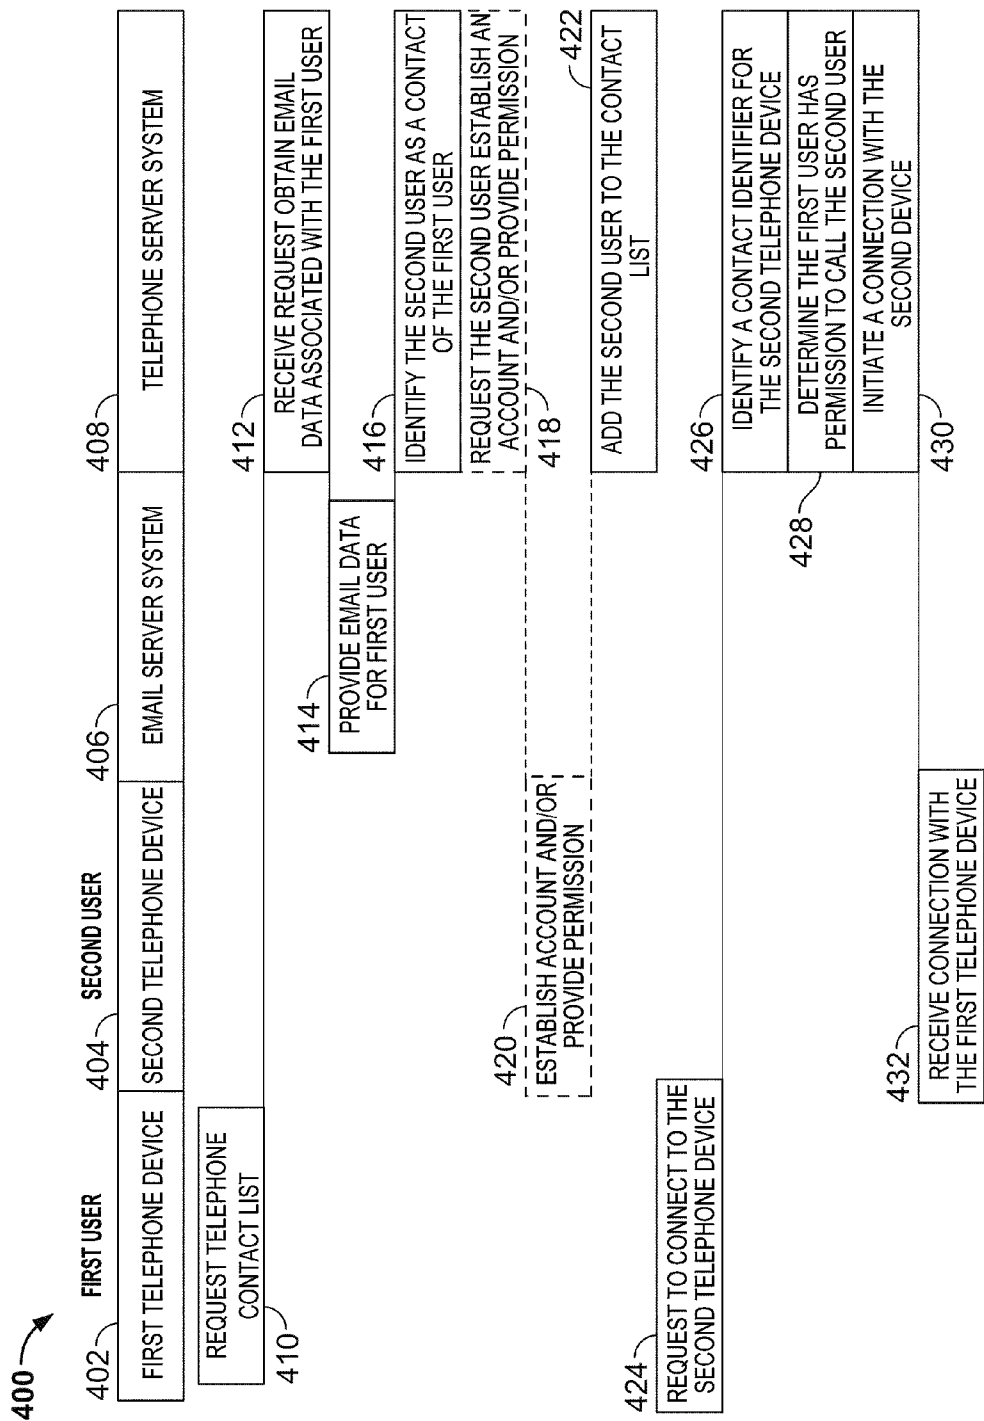 400
FIRST USER
SECOND USER
402
404
406
408
FIRST TELEPHONE DEVICE
SECOND TELEPHONE DEVICE
EMAIL SERVER SYSTEM
TELEPHONE SERVER SYSTEM
REQUEST TELEPHONE
CONTACT LIST
410
412
RECEIVE REQUEST OBTAIN EMAIL
DATA ASSOCIATED WITH THE FIRST USER
414
PROVIDE EMAIL DATA
FOR FIRST USER
416
IDENTIFY THE SECOND USER AS A CONTACT
OF THE FIRST USER
REQUEST THE SECOND USER ESTABLISH AN
ACCOUNT AND/OR PROVIDE PERMISSION
418
420
ESTABLISH ACCOUNT AND/OR
PROVIDE PERMISSION
422
ADD THE SECOND USER TO THE CONTACT
LIST
424
REQUEST TO CONNECT TO THE
SECOND TELEPHONE DEVICE
426
IDENTIFY A CONTACT IDENTIFIER FOR
THE SECOND TELEPHONE DEVICE
428
DETERMINE THE FIRST USER HAS
PERMISSION TO CALL THE SECOND USER
INITIATE A CONNECTION WITH THE
SECOND DEVICE
430
432
RECEIVE CONNECTION WITH
THE FIRST TELEPHONE DEVICE